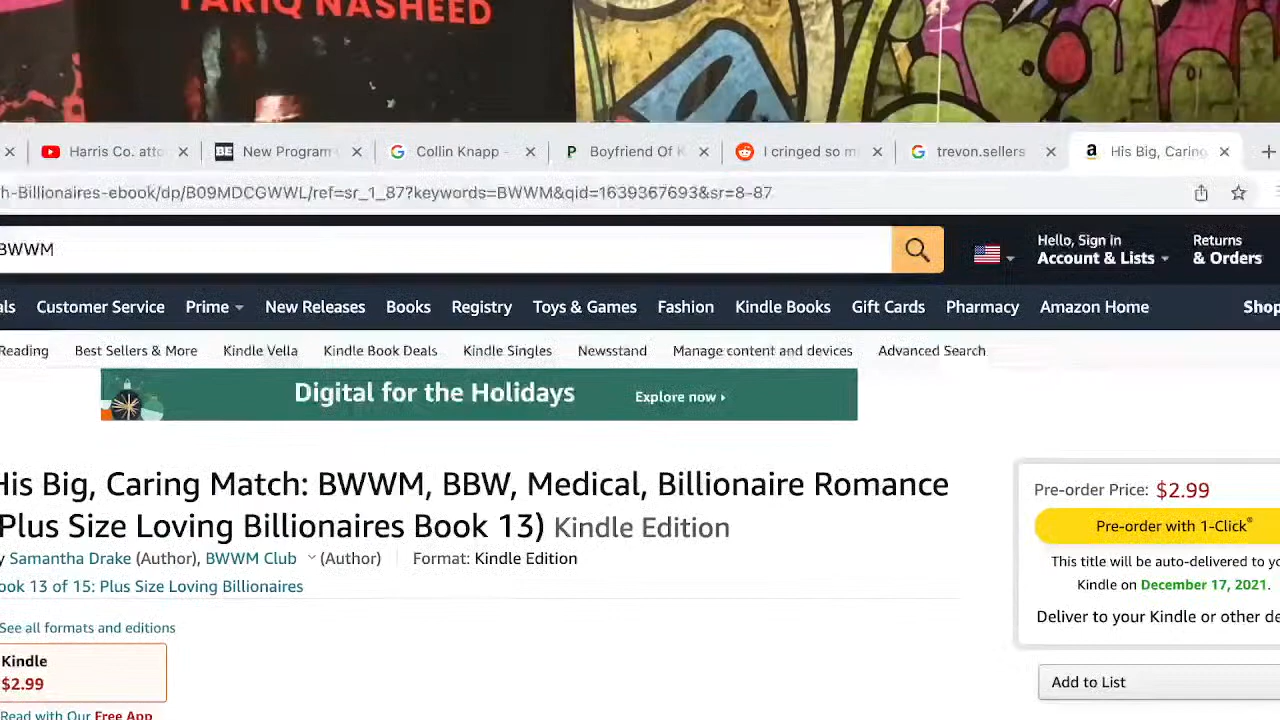 TARIQ NASHEED
Harris Co. atto
BE New Program
G Collin Knapp -
P Boyfriend Of K
I cringed so m
G trevon.sellers
a His Big, Caring
h-Billionaires-ebook/dp/B09MDCGWWL/ref=sr_1_87?keywords=BWWM&qid=1639367693&sr=8-87
BWWM
Hello, Sign in
Account & Lists
Returns
& Orders
als Customer Service Prime New Releases Books Registry Toys & Games Fashion Kindle Books Gift Cards Pharmacy Amazon Home Shop
Reading Best Sellers & More Kindle Vella Kindle Book Deals Kindle Singles Newsstand Manage content and devices Advanced Search
Digital for the Holidays Explore now
His Big, Caring Match: BWWM, BBW, Medical, Billionaire Romance
Plus Size Loving Billionaires Book 13) Kindle Edition
y Samantha Drake (Author), BWWM Club (Author) Format: Kindle Edition
ook 13 of 15: Plus Size Loving Billionaires
See all formats and editions
Kindle
$2.99
Read with Our Free App
Pre-order Price: $2.99
Pre-order with 1-Click®
This title will be auto-delivered to yo
Kindle on December 17, 2021.
Deliver to your Kindle or other de
Add to List